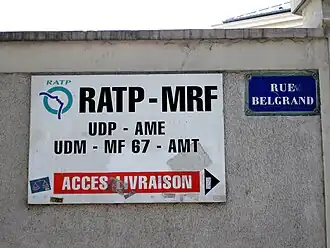 RATP
RATP - MRF
UDP - AME
UDM - MF 67 - AMT
ACCES LIVRAISON
RUE
BELGRAND